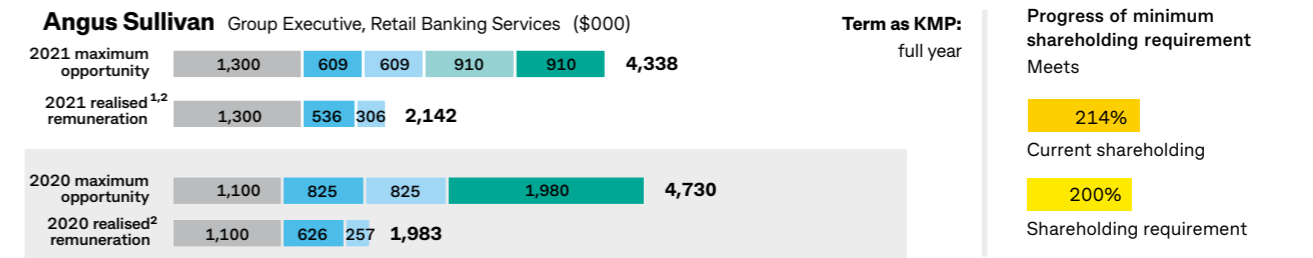 Angus Sullivan Group Executive, Retail Banking Services ($000)
Term as KMP:
full year
2021 maximum
opportunity
1,300 609 609 910 910 4,338
2021 realised 1,2
remuneration
1,300 536 306 2,142
2020 maximum
opportunity
1,100 825 825 1,980 4,730
2020 realised2
remuneration
1,100 626 257 1,983
Progress of minimum
shareholding requirement
Meets
214%
Current shareholding
200%
Shareholding requirement